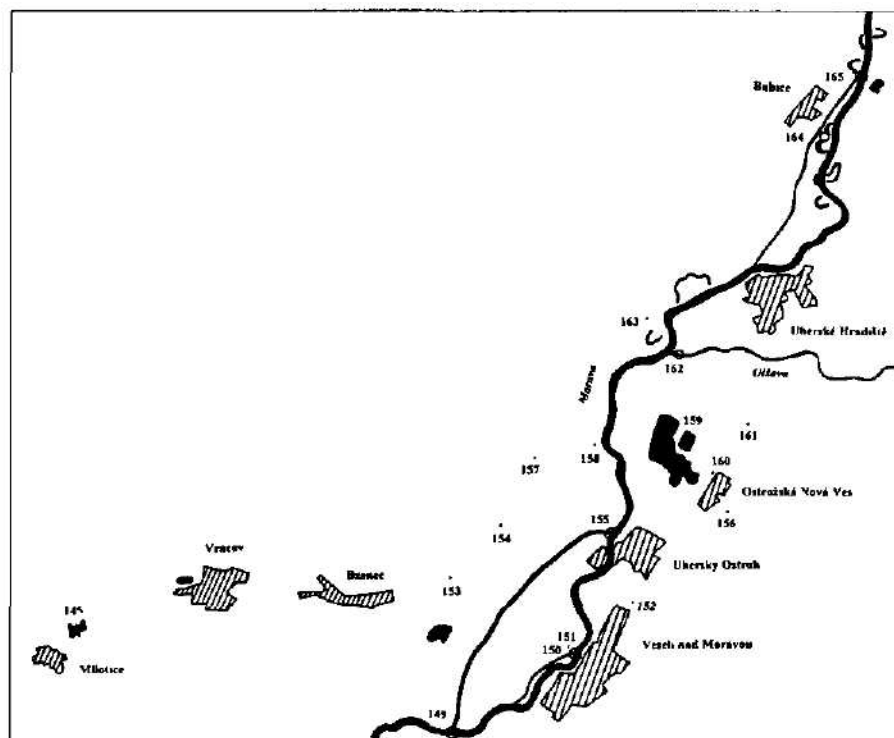 165
Babice
164
Uherské Hradiště
163
162
Olšava
Morava
159
161
158
157
160
Ostrožská Nová Ves
156
155
154
Uherský Ostroh
Vracov
Bzenec
153
152
145
151
150
Veselí nad Moravou
Milotice
149